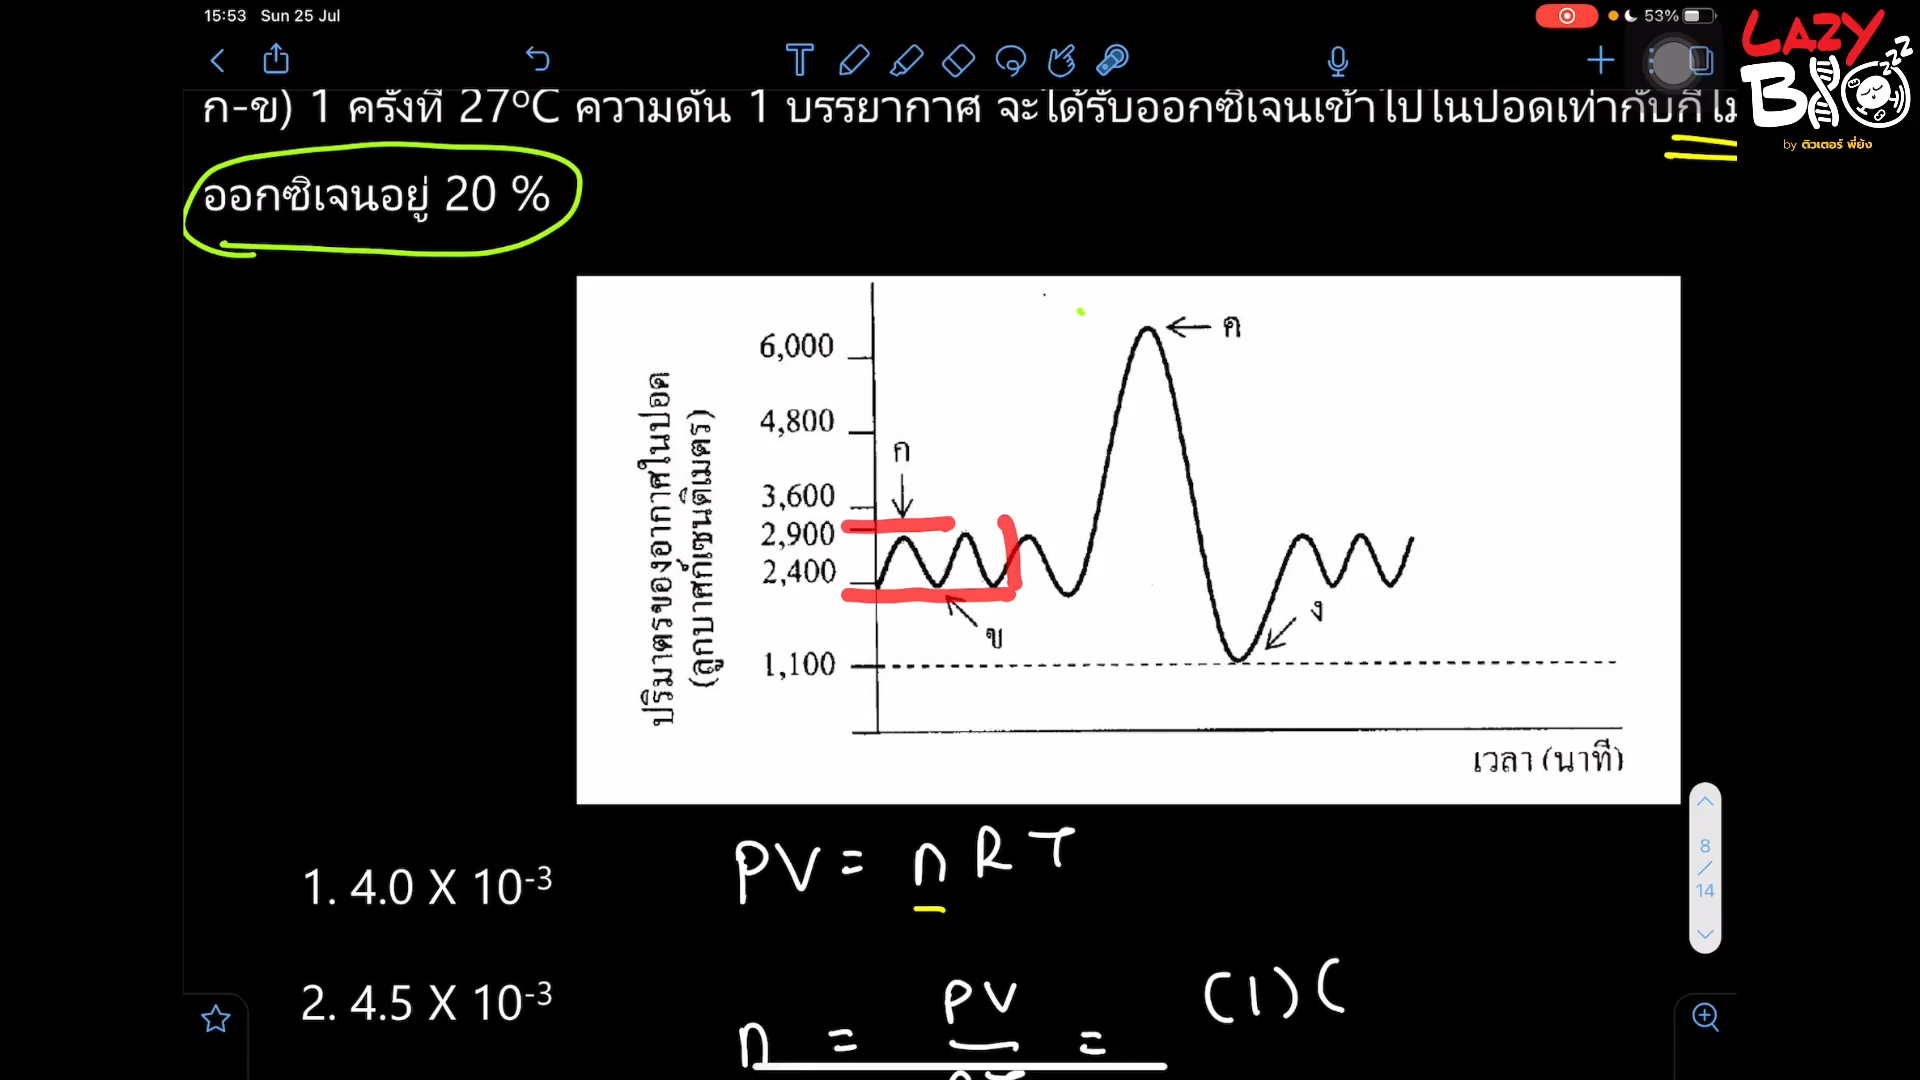 15:53 Sun 25 Jul
53%
LAZY
BIO
zzz
by ติวเตอร์ พี่ยัง
ก-ข) 1 ครั้งที่ 27°C ความดัน 1 บรรยากาศ จะได้รับออกซิเจนเข้าไปในปอดเท่ากับกี่โม
ออกซิเจนอยู่ 20 %
ปริมาตรของอากาศในปอด
(ลูกบาศก์เซนติเมตร)
6,000
4,800
3,600
2,900
2,400
1,100
ก
ข
ค
ง
เวลา (นาที)
PV = nRT
1. 4.0 X 10-3
2. 4.5 X 10-3
n = PV = (1)(
8
/
14